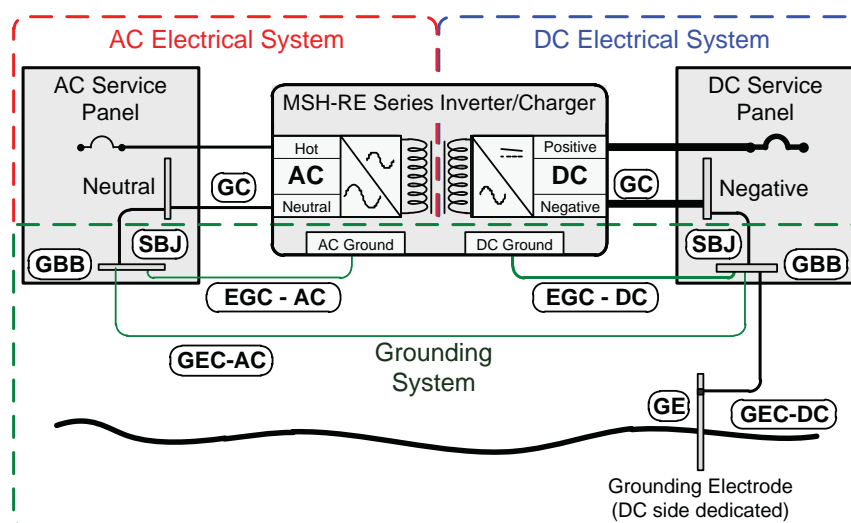 AC Electrical System
DC Electrical System
AC Service
Panel
MSH-RE Series Inverter/Charger
DC Service
Panel
Hot
AC
Neutral
Positive
DC
Negative
Neutral
GC
GC
Negative
SBJ
GBB
AC Ground
DC Ground
SBJ
GBB
EGC - AC
EGC - DC
GEC-AC
Grounding
System
GE
GEC-DC
Grounding Electrode
(DC side dedicated)